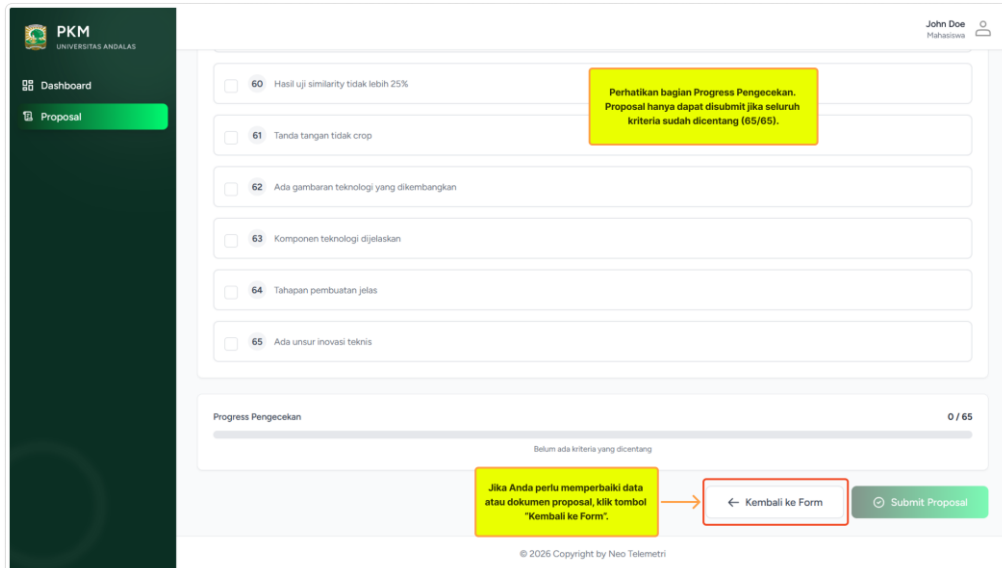 PKM
UNIVERSITAS ANDALAS
John Doe
Mahasiswa
Dashboard
Proposal
60 Hasil uji similarity tidak lebih 25%
Perhatikan bagian Progress Pengecekan.
Proposal hanya dapat disubmit jika seluruh
kriteria sudah dicentang (65/65).
61 Tanda tangan tidak crop
62 Ada gambaran teknologi yang dikembangkan
63 Komponen teknologi dijelaskan
64 Tahapan pembuatan jelas
65 Ada unsur inovasi teknis
Progress Pengecekan 0 / 65
Belum ada kriteria yang dicentang
Jika Anda perlu memperbaiki data
atau dokumen proposal, klik tombol
"Kembali ke Form".
← Kembali ke Form
Submit Proposal
© 2026 Copyright by Neo Telemetri